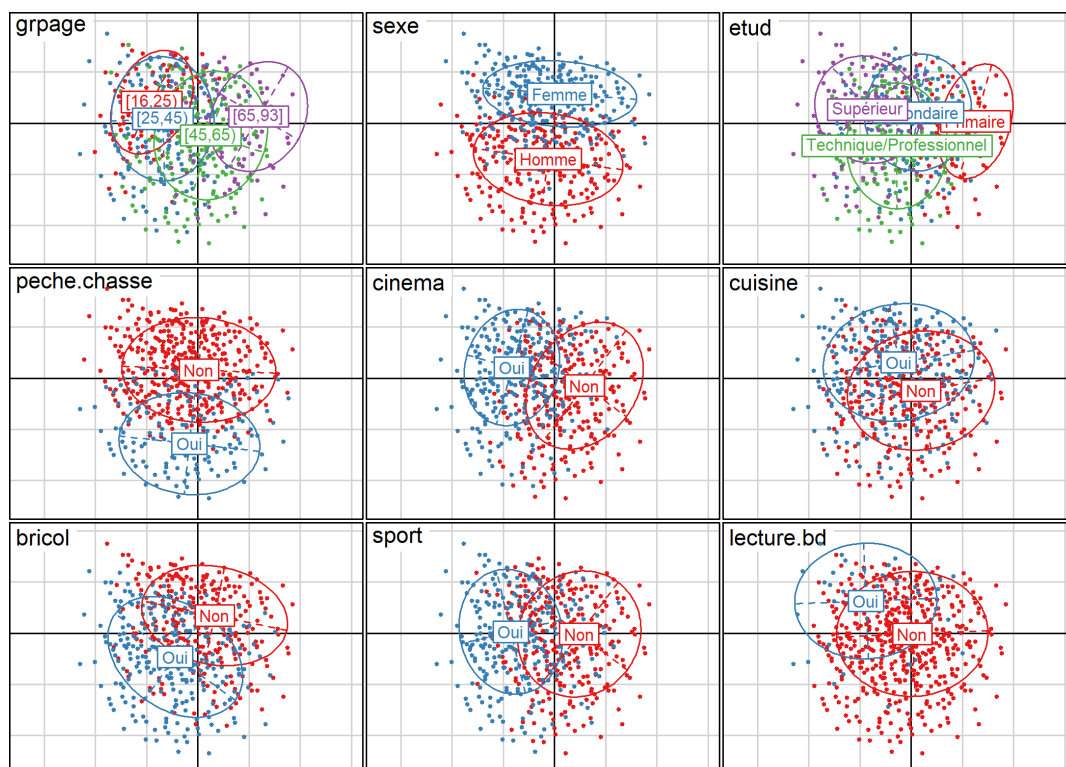 grpage
[16,25)
[25,45)
[45,65)
[65,93]
sexe
Femme
Homme
etud
Supérieur
Technique/Professionnel
peche.chasse
Non
Oui
cinema
Oui
Non
cuisine
Oui
Non
bricol
Non
Oui
sport
Oui
Non
lecture.bd
Oui
Non